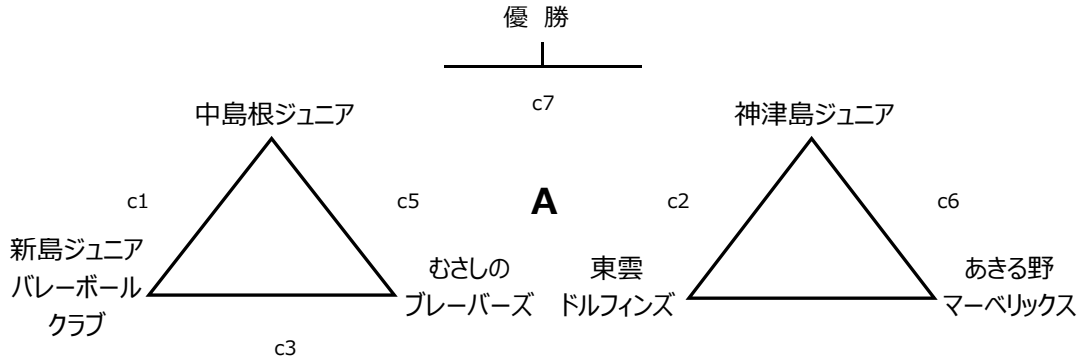 優 勝
c7
中島根ジュニア
神津島ジュニア
c1
c5
A
c2
c6
新島ジュニア
バレーボール
クラブ
むさしの
ブレーバーズ
東雲
ドルフィンズ
あきる野
マーベリックス
c3